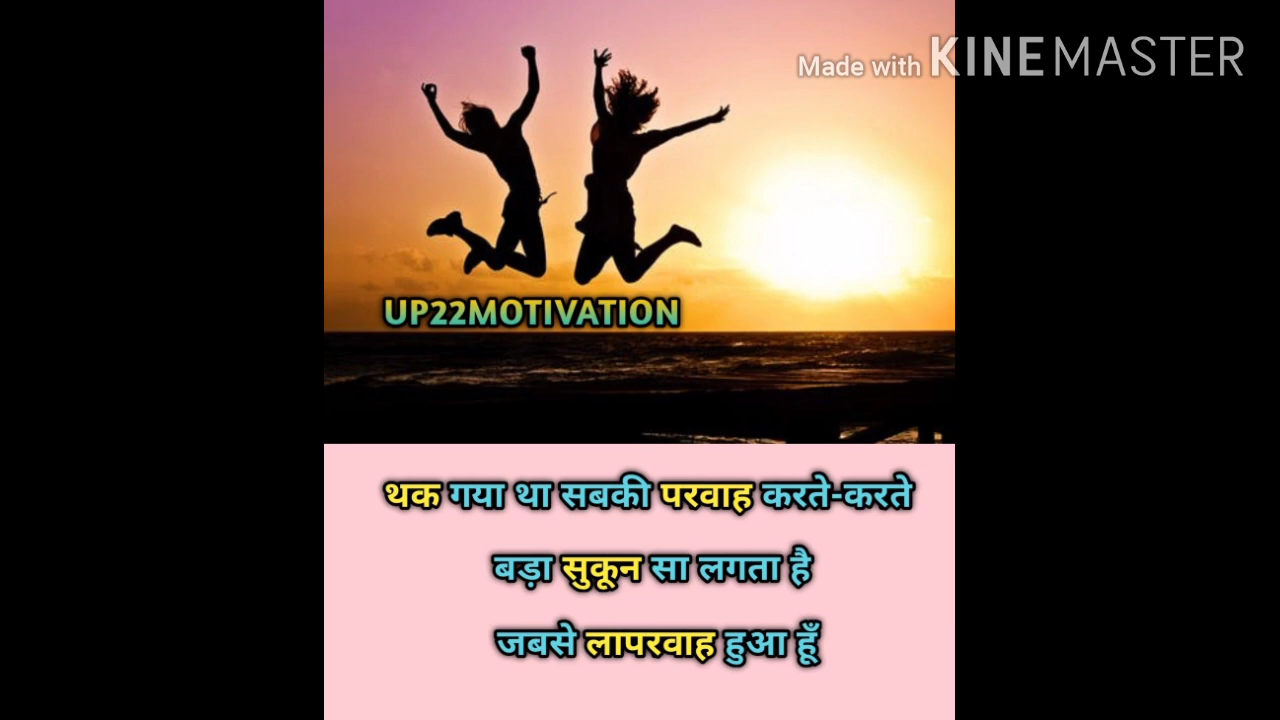 Made with KINEMASTER
UP22MOTIVATION
थक गया था सबकी परवाह करते-करते
बड़ा सुकून सा लगता है
जबसे लापरवाह हुआ हूँ